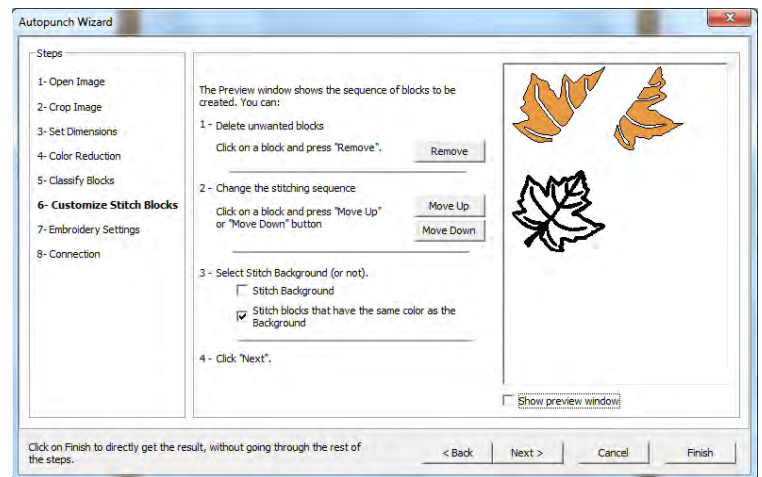 Autopunch Wizard
Steps
1- Open Image
2- Crop Image
3- Set Dimensions
4- Color Reduction
5- Classify Blocks
6- Customize Stitch Blocks
7- Embroidery Settings
8- Connection
The Preview window shows the sequence of blocks to be
created. You can:
1 - Delete unwanted blocks
Click on a block and press "Remove".
Remove
2 - Change the stitching sequence
Click on a block and press "Move Up"
or "Move Down" button
Move Up
Move Down
3 - Select Stitch Background (or not).
Stitch Background
Stitch blocks that have the same color as the
Background
4 - Click "Next".
Show preview window
Click on Finish to directly get the result, without going through the rest of
the steps.
< Back
Next >
Cancel
Finish